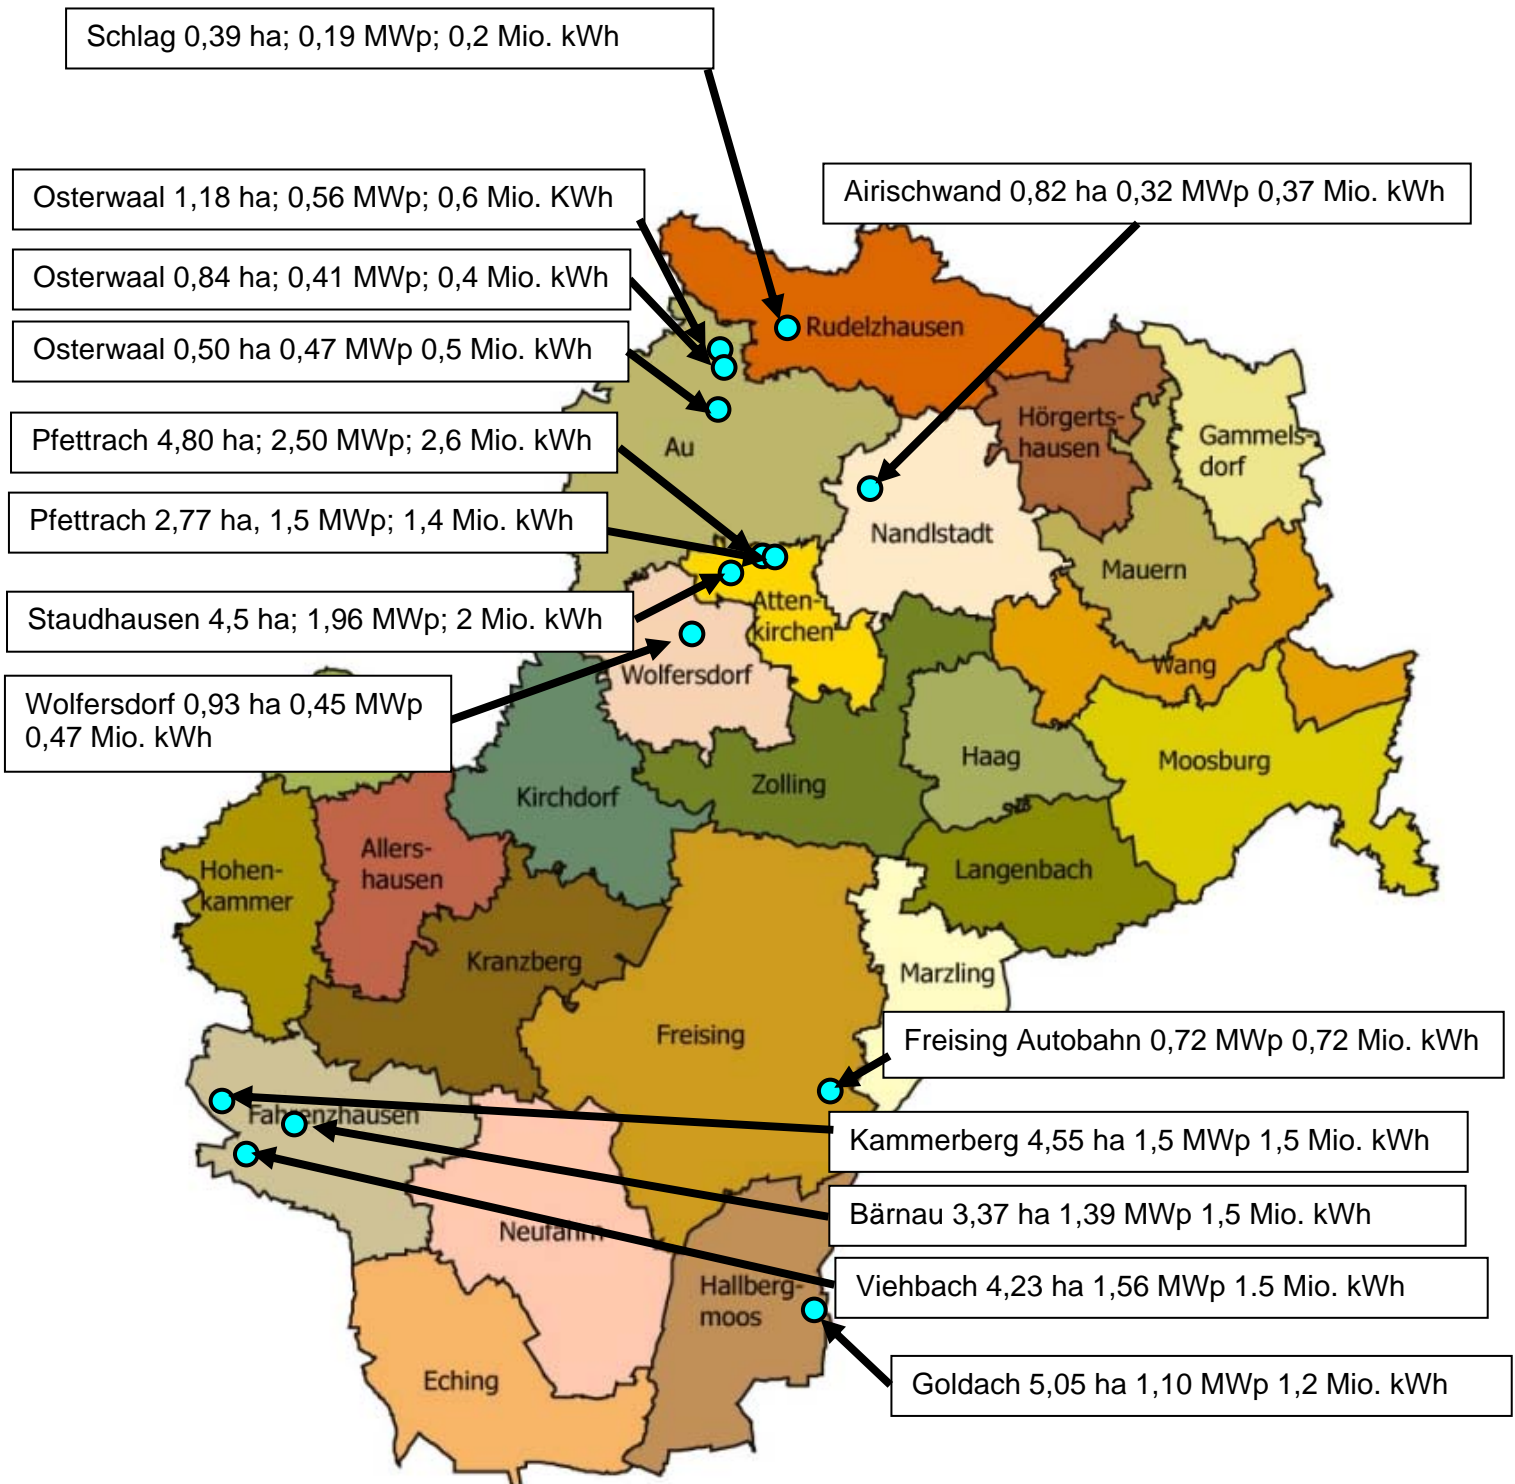 Schlag 0,39 ha; 0,19 MWp; 0,2 Mio. kWh
Osterwaal 1,18 ha; 0,56 MWp; 0,6 Mio. KWh
Airischwand 0,82 ha 0,32 MWp 0,37 Mio. kWh
Osterwaal 0,84 ha; 0,41 MWp; 0,4 Mio. kWh
Osterwaal 0,50 ha 0,47 MWp 0,5 Mio. kWh
Pfettrach 4,80 ha; 2,50 MWp; 2,6 Mio. kWh
Pfettrach 2,77 ha, 1,5 MWp; 1,4 Mio. kWh
Staudhausen 4,5 ha; 1,96 MWp; 2 Mio. kWh
Wolfersdorf 0,93 ha 0,45 MWp
0,47 Mio. kWh
Rudelzhausen
Hörgerts-
hausen
Gammels-
dorf
Au
Nandlstadt
Mauern
Atten-
kirchen
Wang
Wolfersdorf
Haag
Moosburg
Zolling
Kirchdorf
Allers-
hausen
Hohen-
kammer
Langenbach
Kranzberg
Marzling
Freising
Freising Autobahn 0,72 MWp 0,72 Mio. kWh
Fahrenzhausen
Kammerberg 4,55 ha 1,5 MWp 1,5 Mio. kWh
Bärnau 3,37 ha 1,39 MWp 1,5 Mio. kWh
Neufahrn
Viehbach 4,23 ha 1,56 MWp 1.5 Mio. kWh
Hallberg-
moos
Eching
Goldach 5,05 ha 1,10 MWp 1,2 Mio. kWh